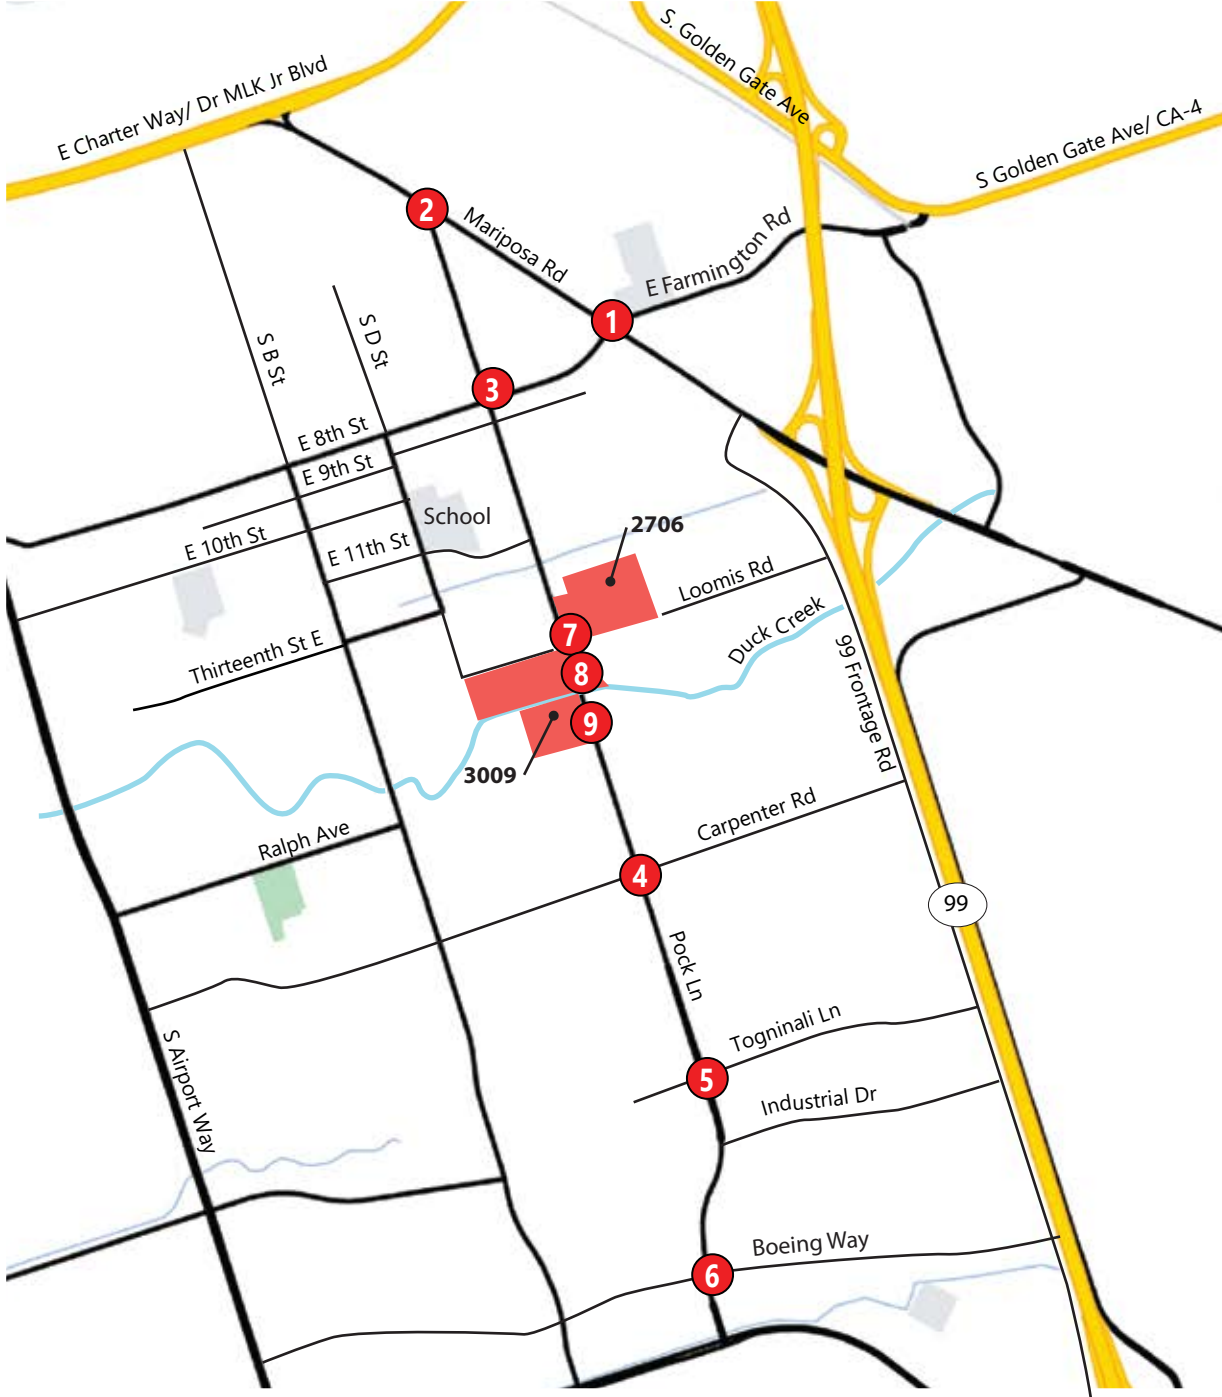 S. Golden Gate Ave
E Charter Way/ Dr MLK Jr Blvd
S Golden Gate Ave/ CA-4
2
Mariposa Rd
E Farmington Rd
1
S B St
S D St
3
E 8th St
E 9th St
School
2706
E 10th St
E 11th St
Loomis Rd
7
Duck Creek
Thirteenth St E
8
99 Frontage Rd
9
3009
Carpenter Rd
Ralph Ave
4
99
Pock Ln
Togninali Ln
S Airport Way
5
Industrial Dr
Boeing Way
6